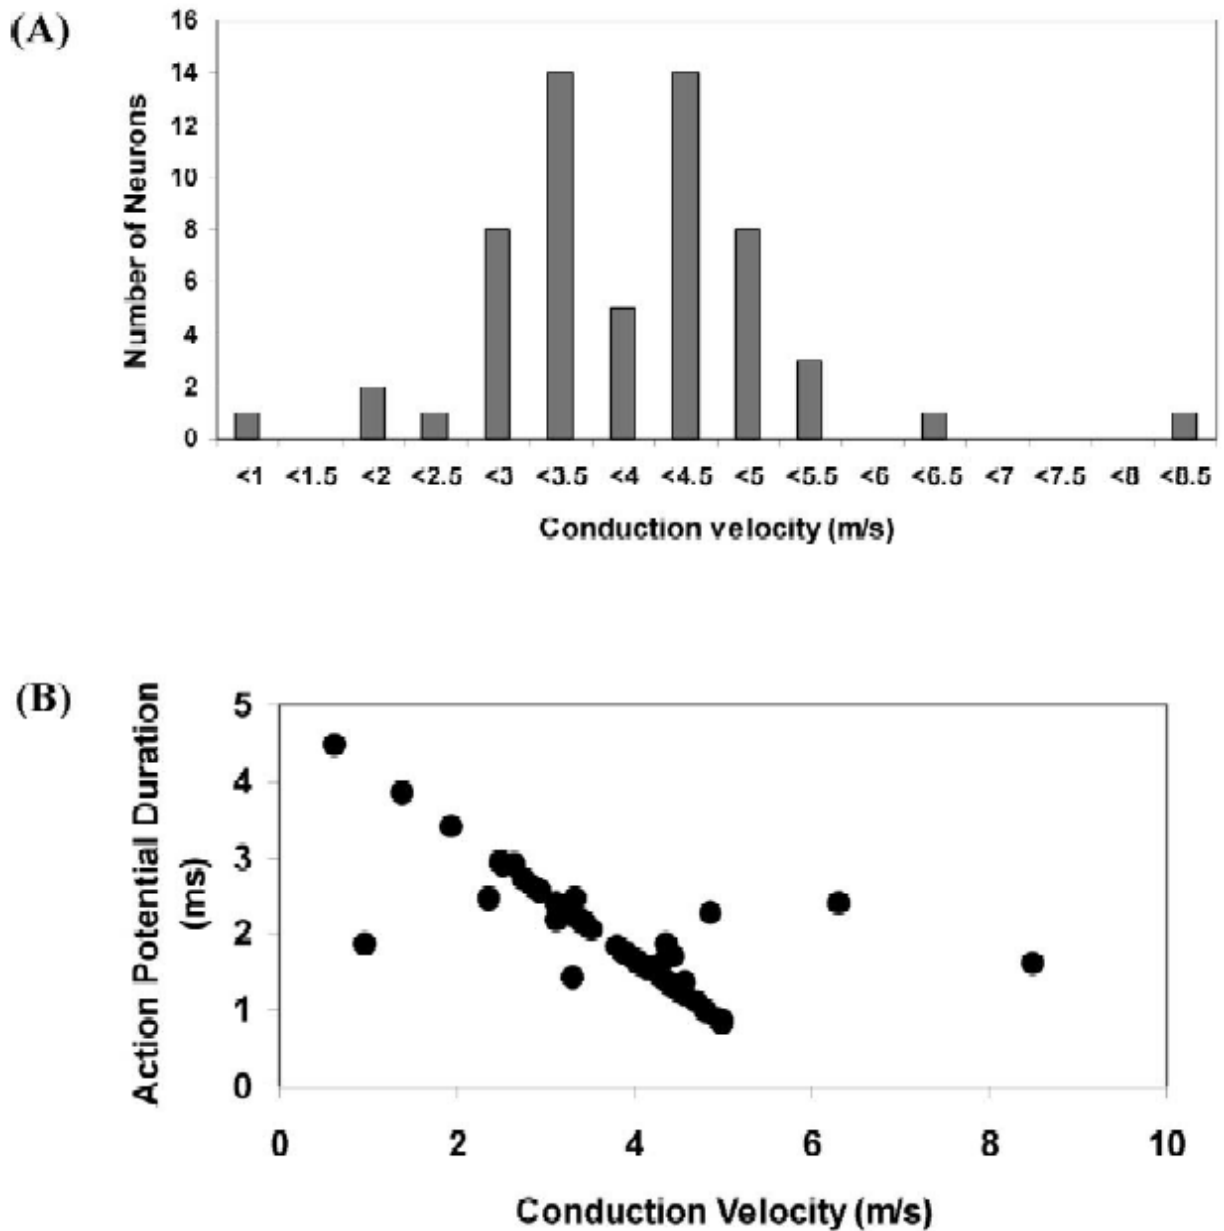 (A)
Number of Neurons
16
14
12
10
8
6
4
2
0
<1 <1.5 <2 <2.5 <3 <3.5 <4 <4.5 <5 <5.5 <6 <6.5 <7 <7.5 <8 <8.5
Conduction velocity (m/s)
(B)
Action Potential Duration
(ms)
5
4
3
2
1
0
0 2 4 6 8 10
Conduction Velocity (m/s)